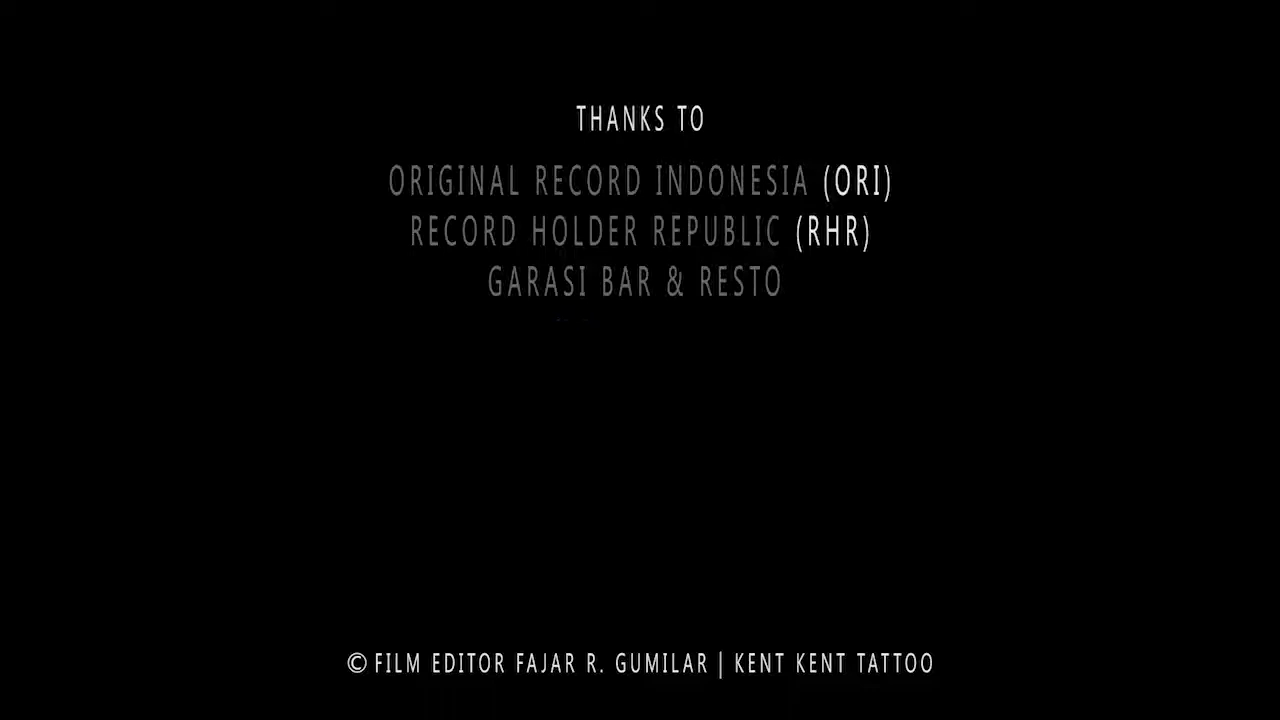 THANKS TO
ORIGINAL RECORD INDONESIA (ORI)
RECORD HOLDER REPUBLIC (RHR)
GARASI BAR & RESTO
© FILM EDITOR FAJAR R. GUMILAR | KENT KENT TATTOO